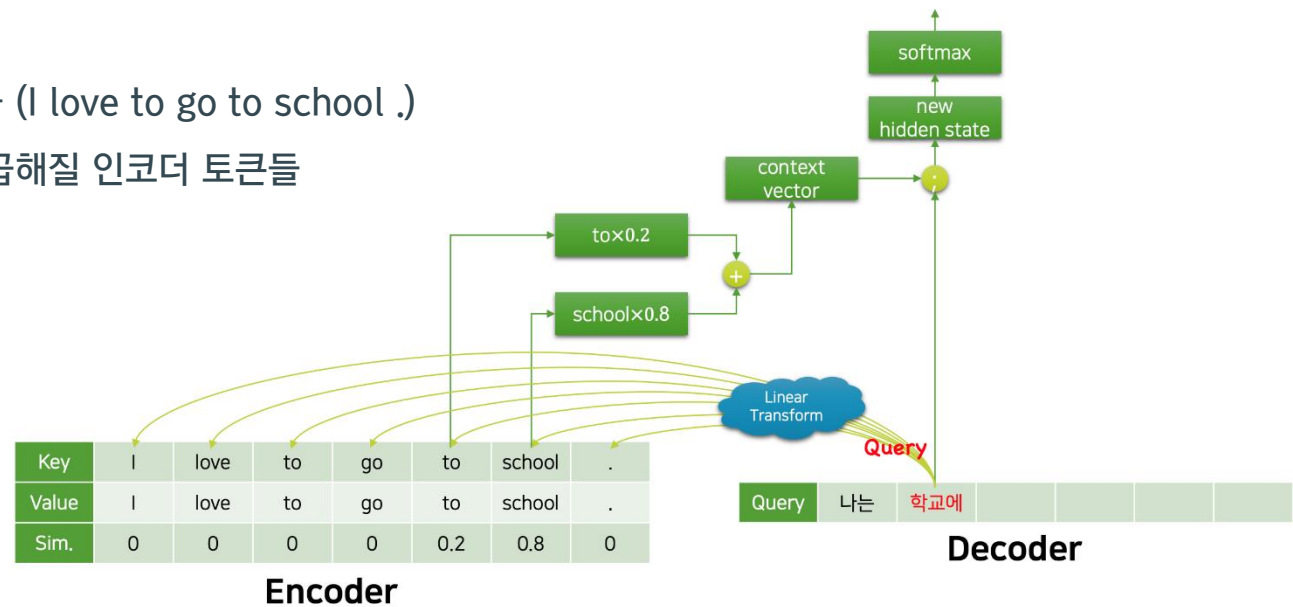 (I love to go to school .)
해질 인코더 토큰들
softmax
new
hidden state
context
vector
;
to×0.2
+
school×0.8
Linear
Transform
Query
Key I love to go to school .
Value I love to go to school .
Sim. 0 0 0 0 0.2 0.8 0
Encoder
Query 나는 학교에
Decoder